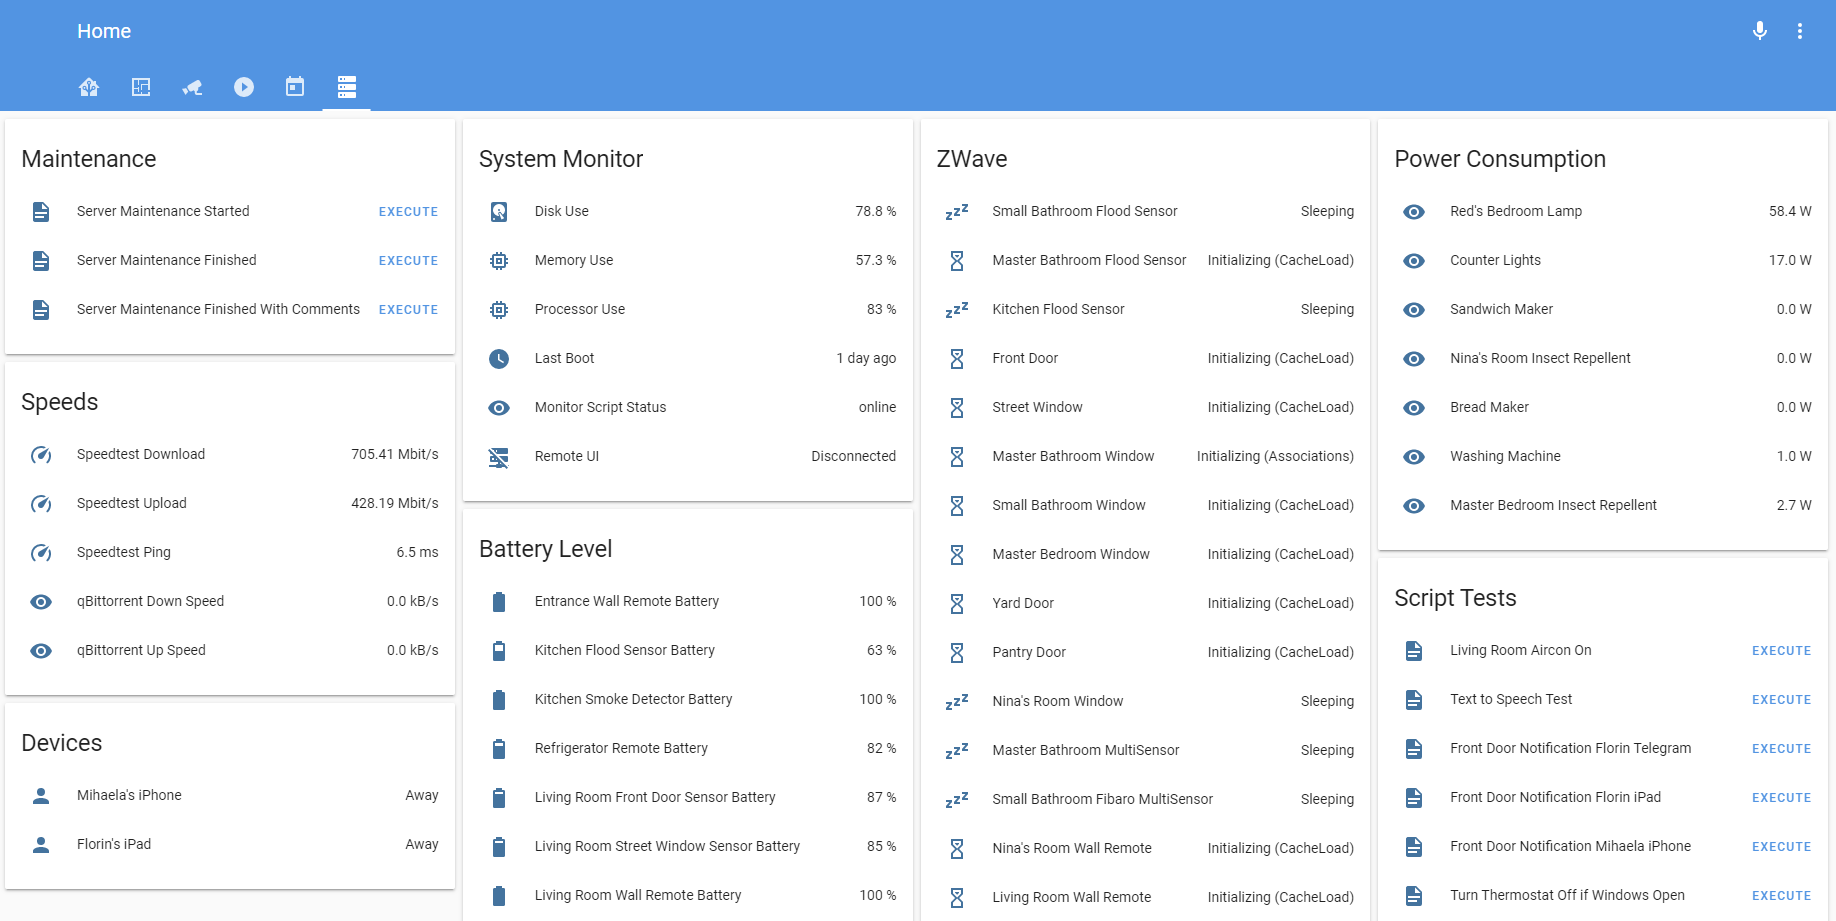 Home
Maintenance
Server Maintenance Started EXECUTE
Server Maintenance Finished EXECUTE
Server Maintenance Finished With Comments EXECUTE
Speeds
Speedtest Download 705.41 Mbit/s
Speedtest Upload 428.19 Mbit/s
Speedtest Ping 6.5 ms
qBittorrent Down Speed 0.0 kB/s
qBittorrent Up Speed 0.0 kB/s
Devices
Mihaela's iPhone Away
Florin's iPad Away
System Monitor
Disk Use 78.8 %
Memory Use 57.3 %
Processor Use 83 %
Last Boot 1 day ago
Monitor Script Status online
Remote UI Disconnected
Battery Level
Entrance Wall Remote Battery 100 %
Kitchen Flood Sensor Battery 63 %
Kitchen Smoke Detector Battery 100 %
Refrigerator Remote Battery 82 %
Living Room Front Door Sensor Battery 87 %
Living Room Street Window Sensor Battery 85 %
Living Room Wall Remote Battery 100 %
ZWave
Small Bathroom Flood Sensor Sleeping
Master Bathroom Flood Sensor Initializing (CacheLoad)
Kitchen Flood Sensor Sleeping
Front Door Initializing (CacheLoad)
Street Window Initializing (CacheLoad)
Master Bathroom Window Initializing (Associations)
Small Bathroom Window Initializing (CacheLoad)
Master Bedroom Window Initializing (CacheLoad)
Yard Door Initializing (CacheLoad)
Pantry Door Initializing (CacheLoad)
Nina's Room Window Sleeping
Master Bathroom MultiSensor Sleeping
Small Bathroom Fibaro MultiSensor Sleeping
Nina's Room Wall Remote Initializing (CacheLoad)
Living Room Wall Remote Initializing (CacheLoad)
Power Consumption
Red's Bedroom Lamp 58.4 W
Counter Lights 17.0 W
Sandwich Maker 0.0 W
Nina's Room Insect Repellent 0.0 W
Bread Maker 0.0 W
Washing Machine 1.0 W
Master Bedroom Insect Repellent 2.7 W
Script Tests
Living Room Aircon On EXECUTE
Text to Speech Test EXECUTE
Front Door Notification Florin Telegram EXECUTE
Front Door Notification Florin iPad EXECUTE
Front Door Notification Mihaela iPhone EXECUTE
Turn Thermostat Off if Windows Open EXECUTE